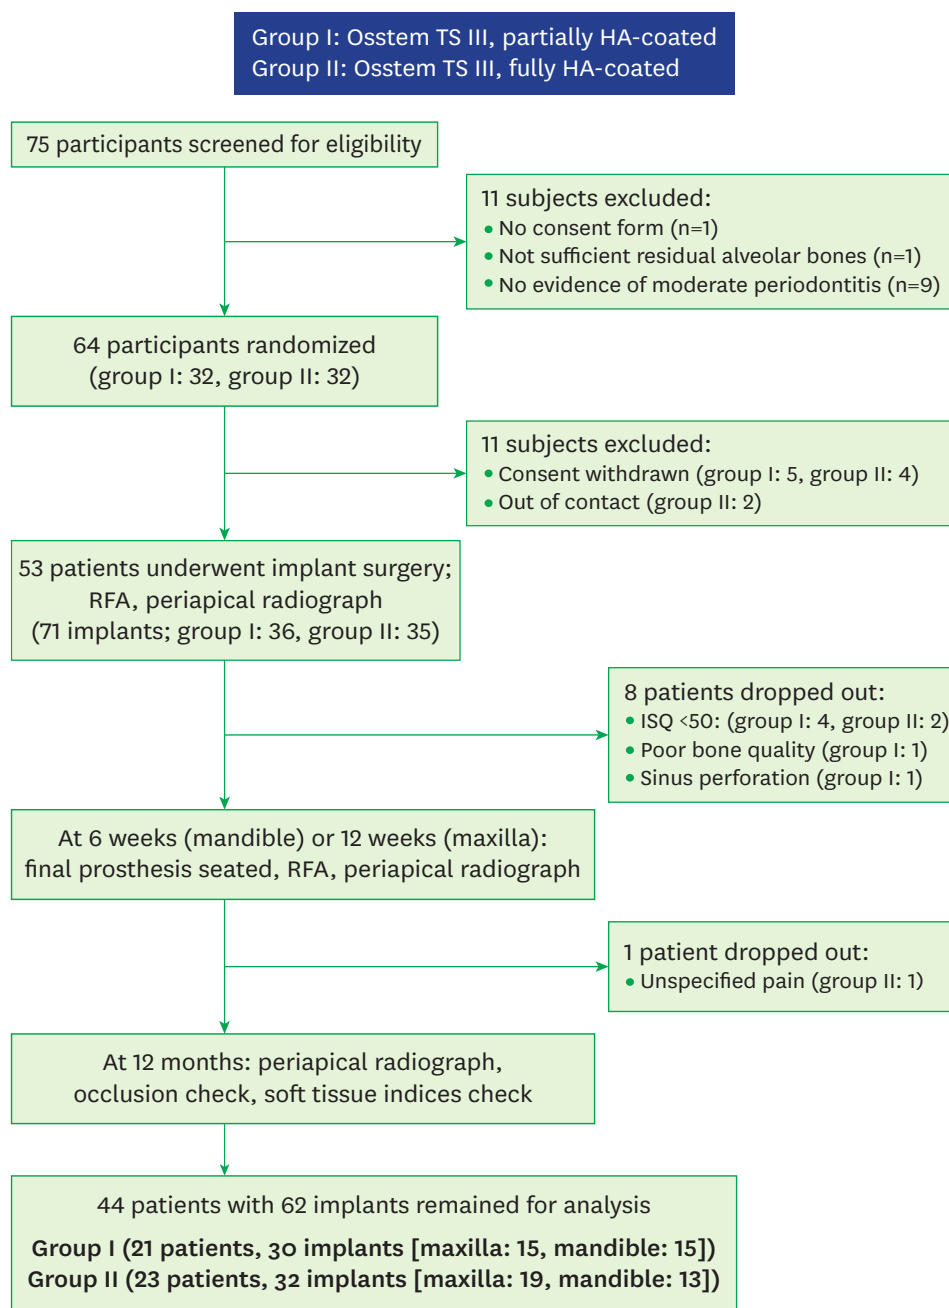 Group I: Osstem TS III, partially HA-coated
Group II: Osstem TS III, fully HA-coated
75 participants screened for eligibility
11 subjects excluded:
• No consent form (n=1)
• Not sufficient residual alveolar bones (n=1)
• No evidence of moderate periodontitis (n=9)
64 participants randomized
(group I: 32, group II: 32)
11 subjects excluded:
• Consent withdrawn (group I: 5, group II: 4)
• Out of contact (group II: 2)
53 patients underwent implant surgery;
RFA, periapical radiograph
(71 implants; group I: 36, group II: 35)
8 patients dropped out:
• ISQ <50: (group I: 4, group II: 2)
• Poor bone quality (group I: 1)
• Sinus perforation (group I: 1)
At 6 weeks (mandible) or 12 weeks (maxilla):
final prosthesis seated, RFA, periapical radiograph
1 patient dropped out:
• Unspecified pain (group II: 1)
At 12 months: periapical radiograph,
occlusion check, soft tissue indices check
44 patients with 62 implants remained for analysis
Group I (21 patients, 30 implants [maxilla: 15, mandible: 15])
Group II (23 patients, 32 implants [maxilla: 19, mandible: 13])